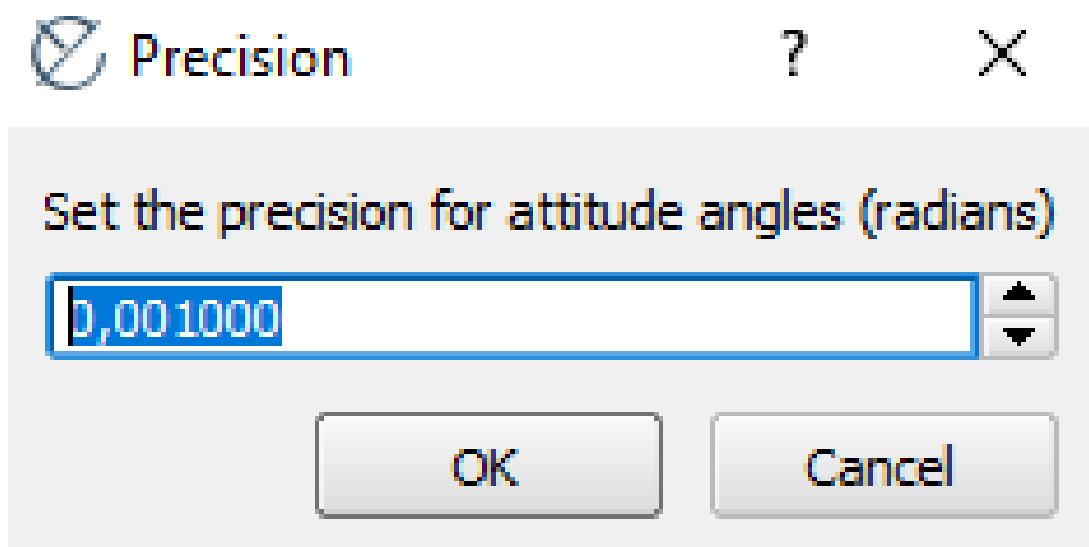 Precision ?
Set the precision for attitude angles (radians)
0,001000
OK Cancel